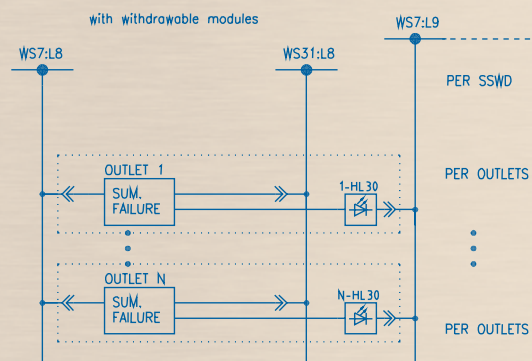 with withdrawable modules
WS7:L8
WS31:L8
WS7:L9
PER SSWD
OUTLET 1
SUM.
FAILURE
1-HL30
PER OUTLETS
OUTLET N
SUM.
FAILURE
N-HL30
PER OUTLETS